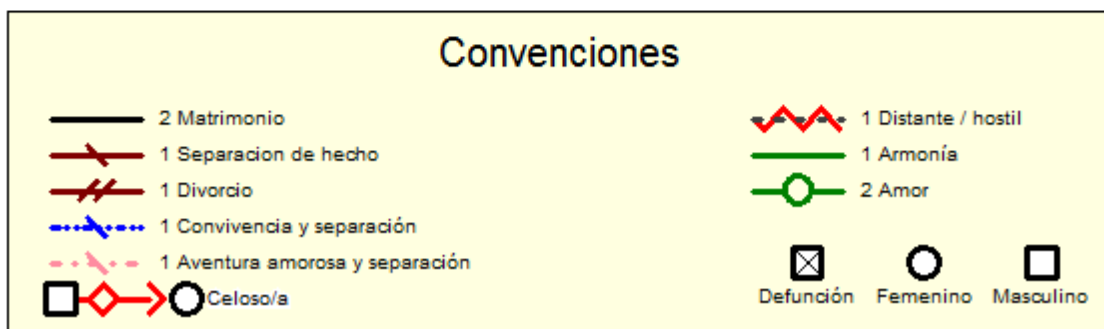 Convenciones
2 Matrimonio
1 Separacion de hecho
1 Divorcio
1 Convivencia y separación
1 Aventura amorosa y separación
Celoso/a
1 Distante / hostil
1 Armonía
2 Amor
Defunción Femenino Masculino